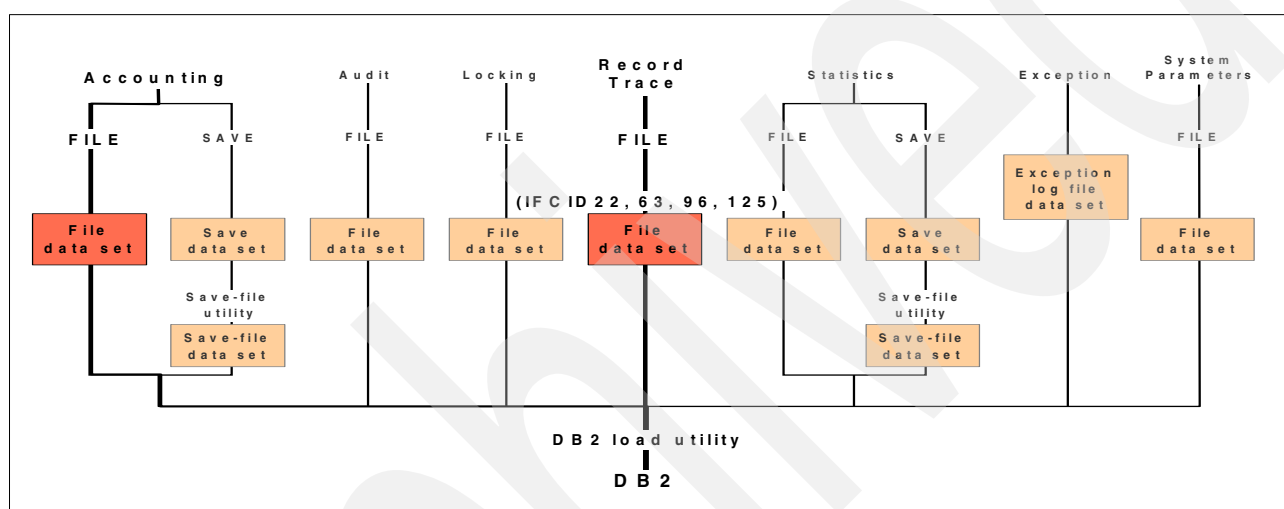 Accounting
Audit
Locking
Record
Trace
Statistics
Exception
System
Parameters
FILE
SAVE
FILE
FILE
FILE
FILE
SAVE
FILE
Exception
log file
data set
(IFCID22, 63, 96, 125)
File
data set
Save
data set
File
data set
File
data set
File
data set
File
data set
Save
data set
File
data set
Save-file
utility
Save-file
utility
Save-file
data set
Save-file
data set
DB2 load utility
DB2